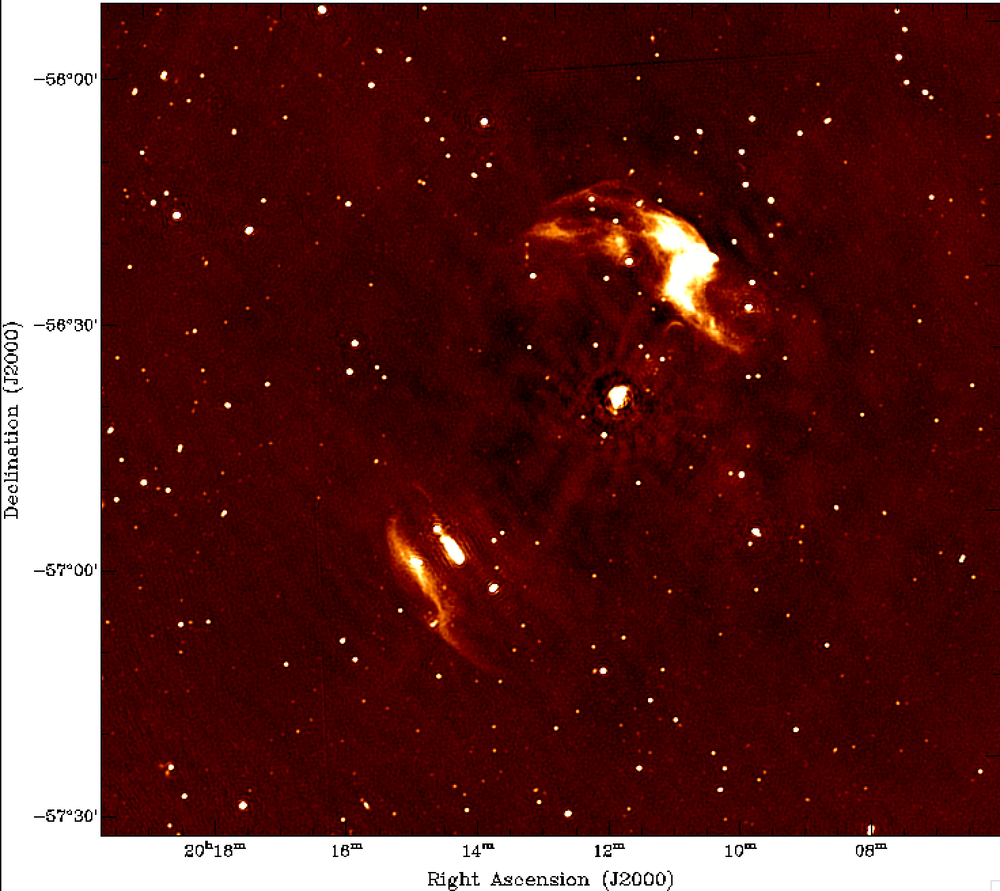 −56°00'
−56°30'
−57°00'
−57°30'
Declination (J2000)
20ʰ18ᵐ 16ᵐ 14ᵐ 12ᵐ 10ᵐ 08ᵐ
Right Ascension (J2000)